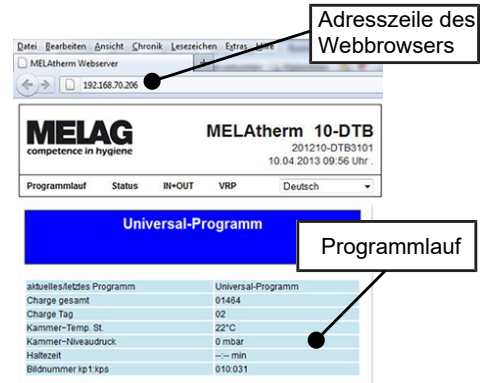 Adresszeile des
Webbrowsers
Datei Bearbeiten Ansicht Chronik Lesezeichen Extras
MELAtherm Webserver
192.168.70.206
MELAG
competence in hygiene
MELAtherm 10-DTB
201210-DTB3101
10.04.2013 09:56 Uhr .
Programmlauf Status IN+OUT VRP Deutsch
Universal-Programm
Programmlauf
aktuelles/letztes Programm Universal-Programm
Charge gesamt 01464
Charge Tag 02
Kammer-Temp. St. 22°C
Kammer-Niveaudruck 0 mbar
Haltezeit --:-- min
Bildnummer kp1:kps 010:031